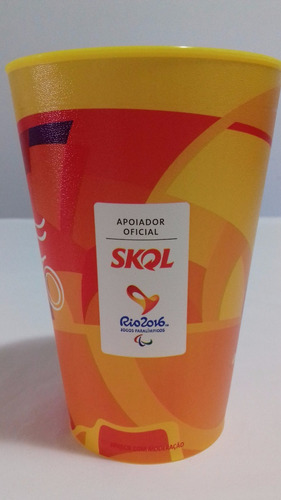 APOIADOR
OFICIAL
SKOL
Rio2016
JOGOS PARALÍMPICOS